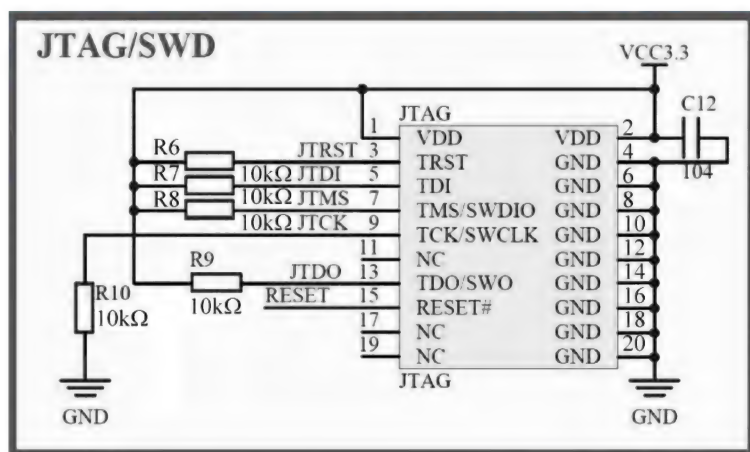 JTAG/SWD
VCC3.3
C12
104
JTAG
1 VDD VDD 2
R6 JTRST 3 TRST GND 4
R7 10kΩ JTDI 5 TDI GND 6
R8 10kΩ JTMS 7 TMS/SWDIO GND 8
10kΩ JTCK 9 TCK/SWCLK GND 10
11 NC GND 12
R9 JTDO 13 TDO/SWO GND 14
R10 10kΩ RESET 15 RESET# GND 16
10kΩ 17 NC GND 18
19 NC GND 20
JTAG
GND GND